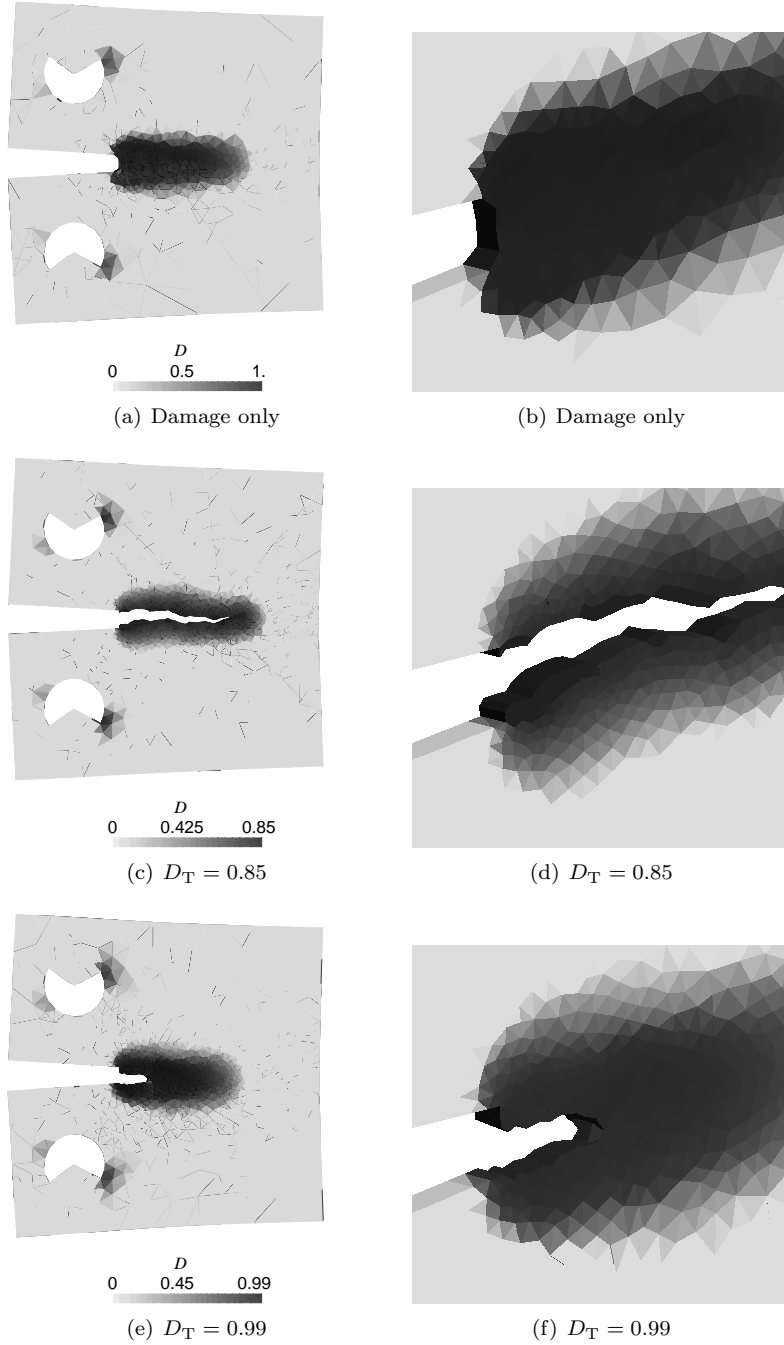 D
0 0.5 1.
(a) Damage only (b) Damage only
D
0 0.425 0.85
(c) D_T = 0.85 (d) D_T = 0.85
D
0 0.45 0.99
(e) D_T = 0.99 (f) D_T = 0.99